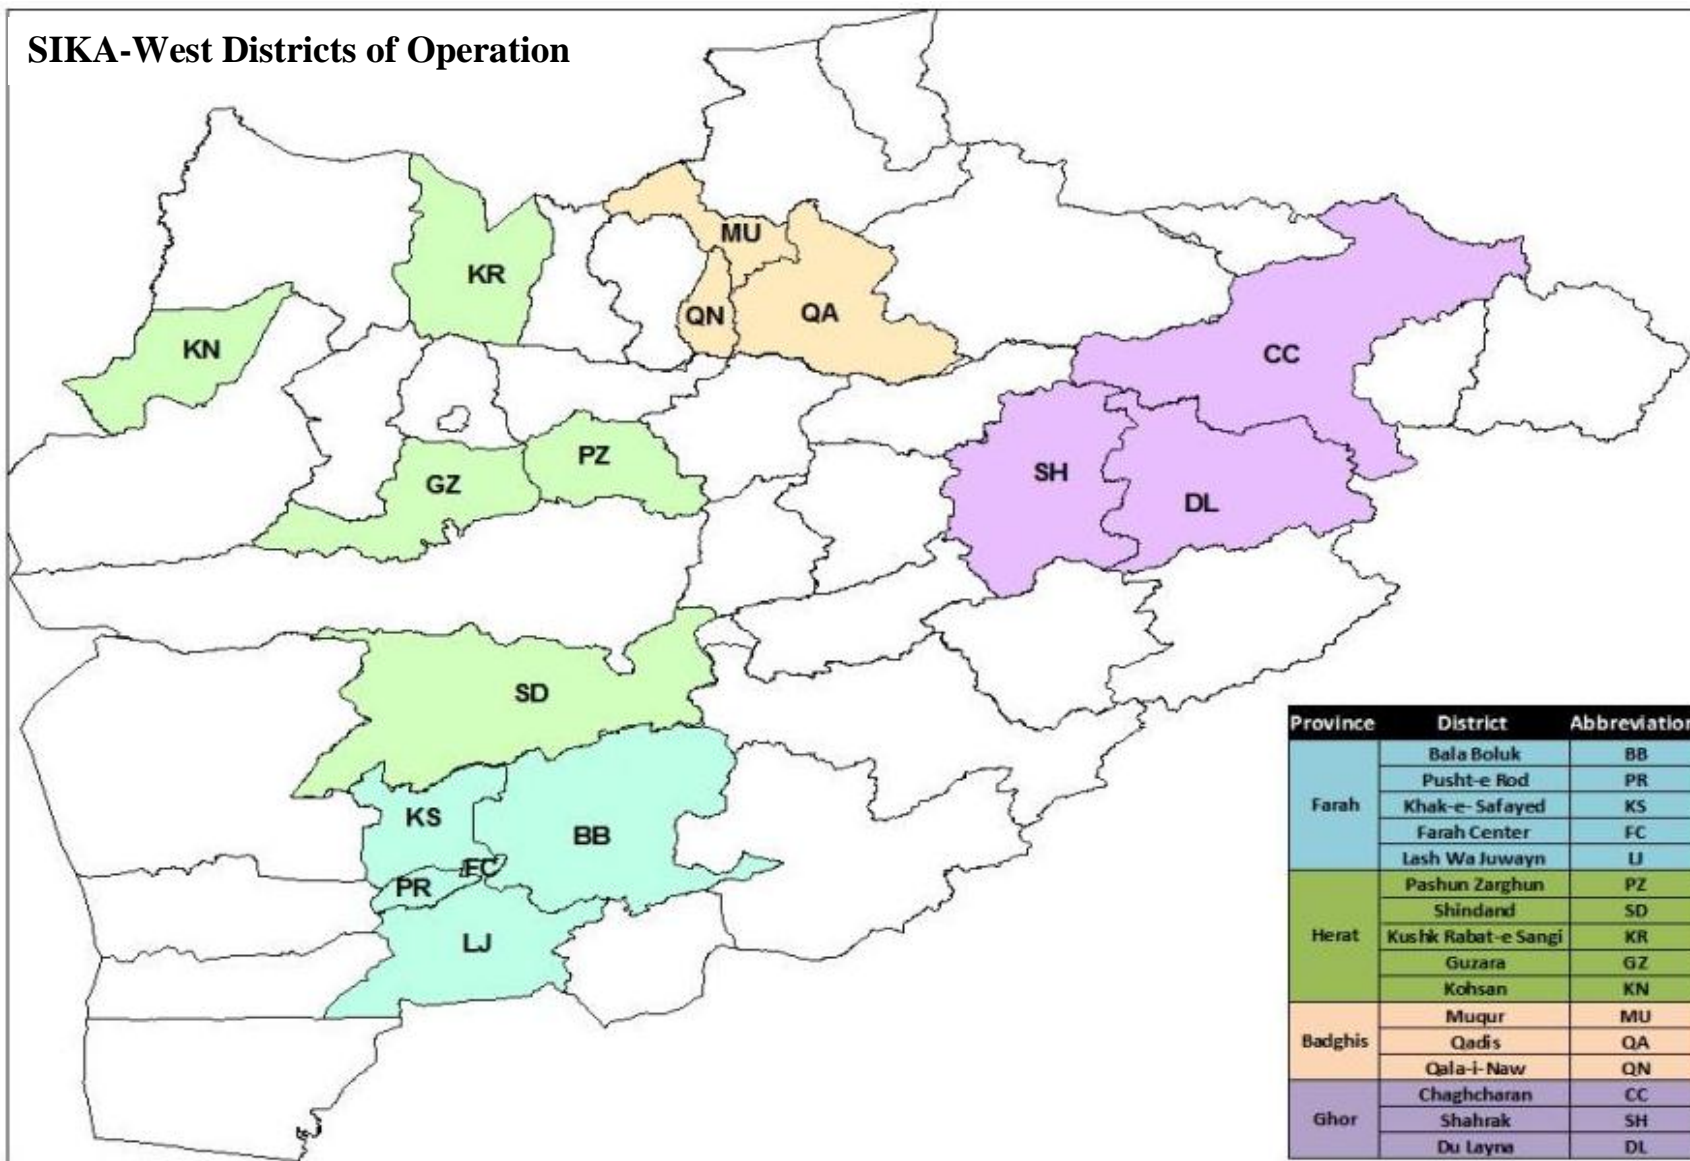 SIKA-West Districts of Operation
MU
KR
QN
QA
KN
CC
PZ
SH
GZ
DL
SD
KS
BB
FC
PR
LJ
Province District Abbreviation
Farah
Bala Boluk BB
Pusht-e Rod PR
Khak-e- Safayed KS
Farah Center FC
Lash Wa Juwayn LJ
Herat
Pashun Zarghun PZ
Shindand SD
Kushk Rabat-e Sangi KR
Guzara GZ
Kohsan KN
Badghis
Muqur MU
Qadis QA
Qala-i-Naw QN
Ghor
Chaghcharan CC
Shahrak SH
Du Layna DL